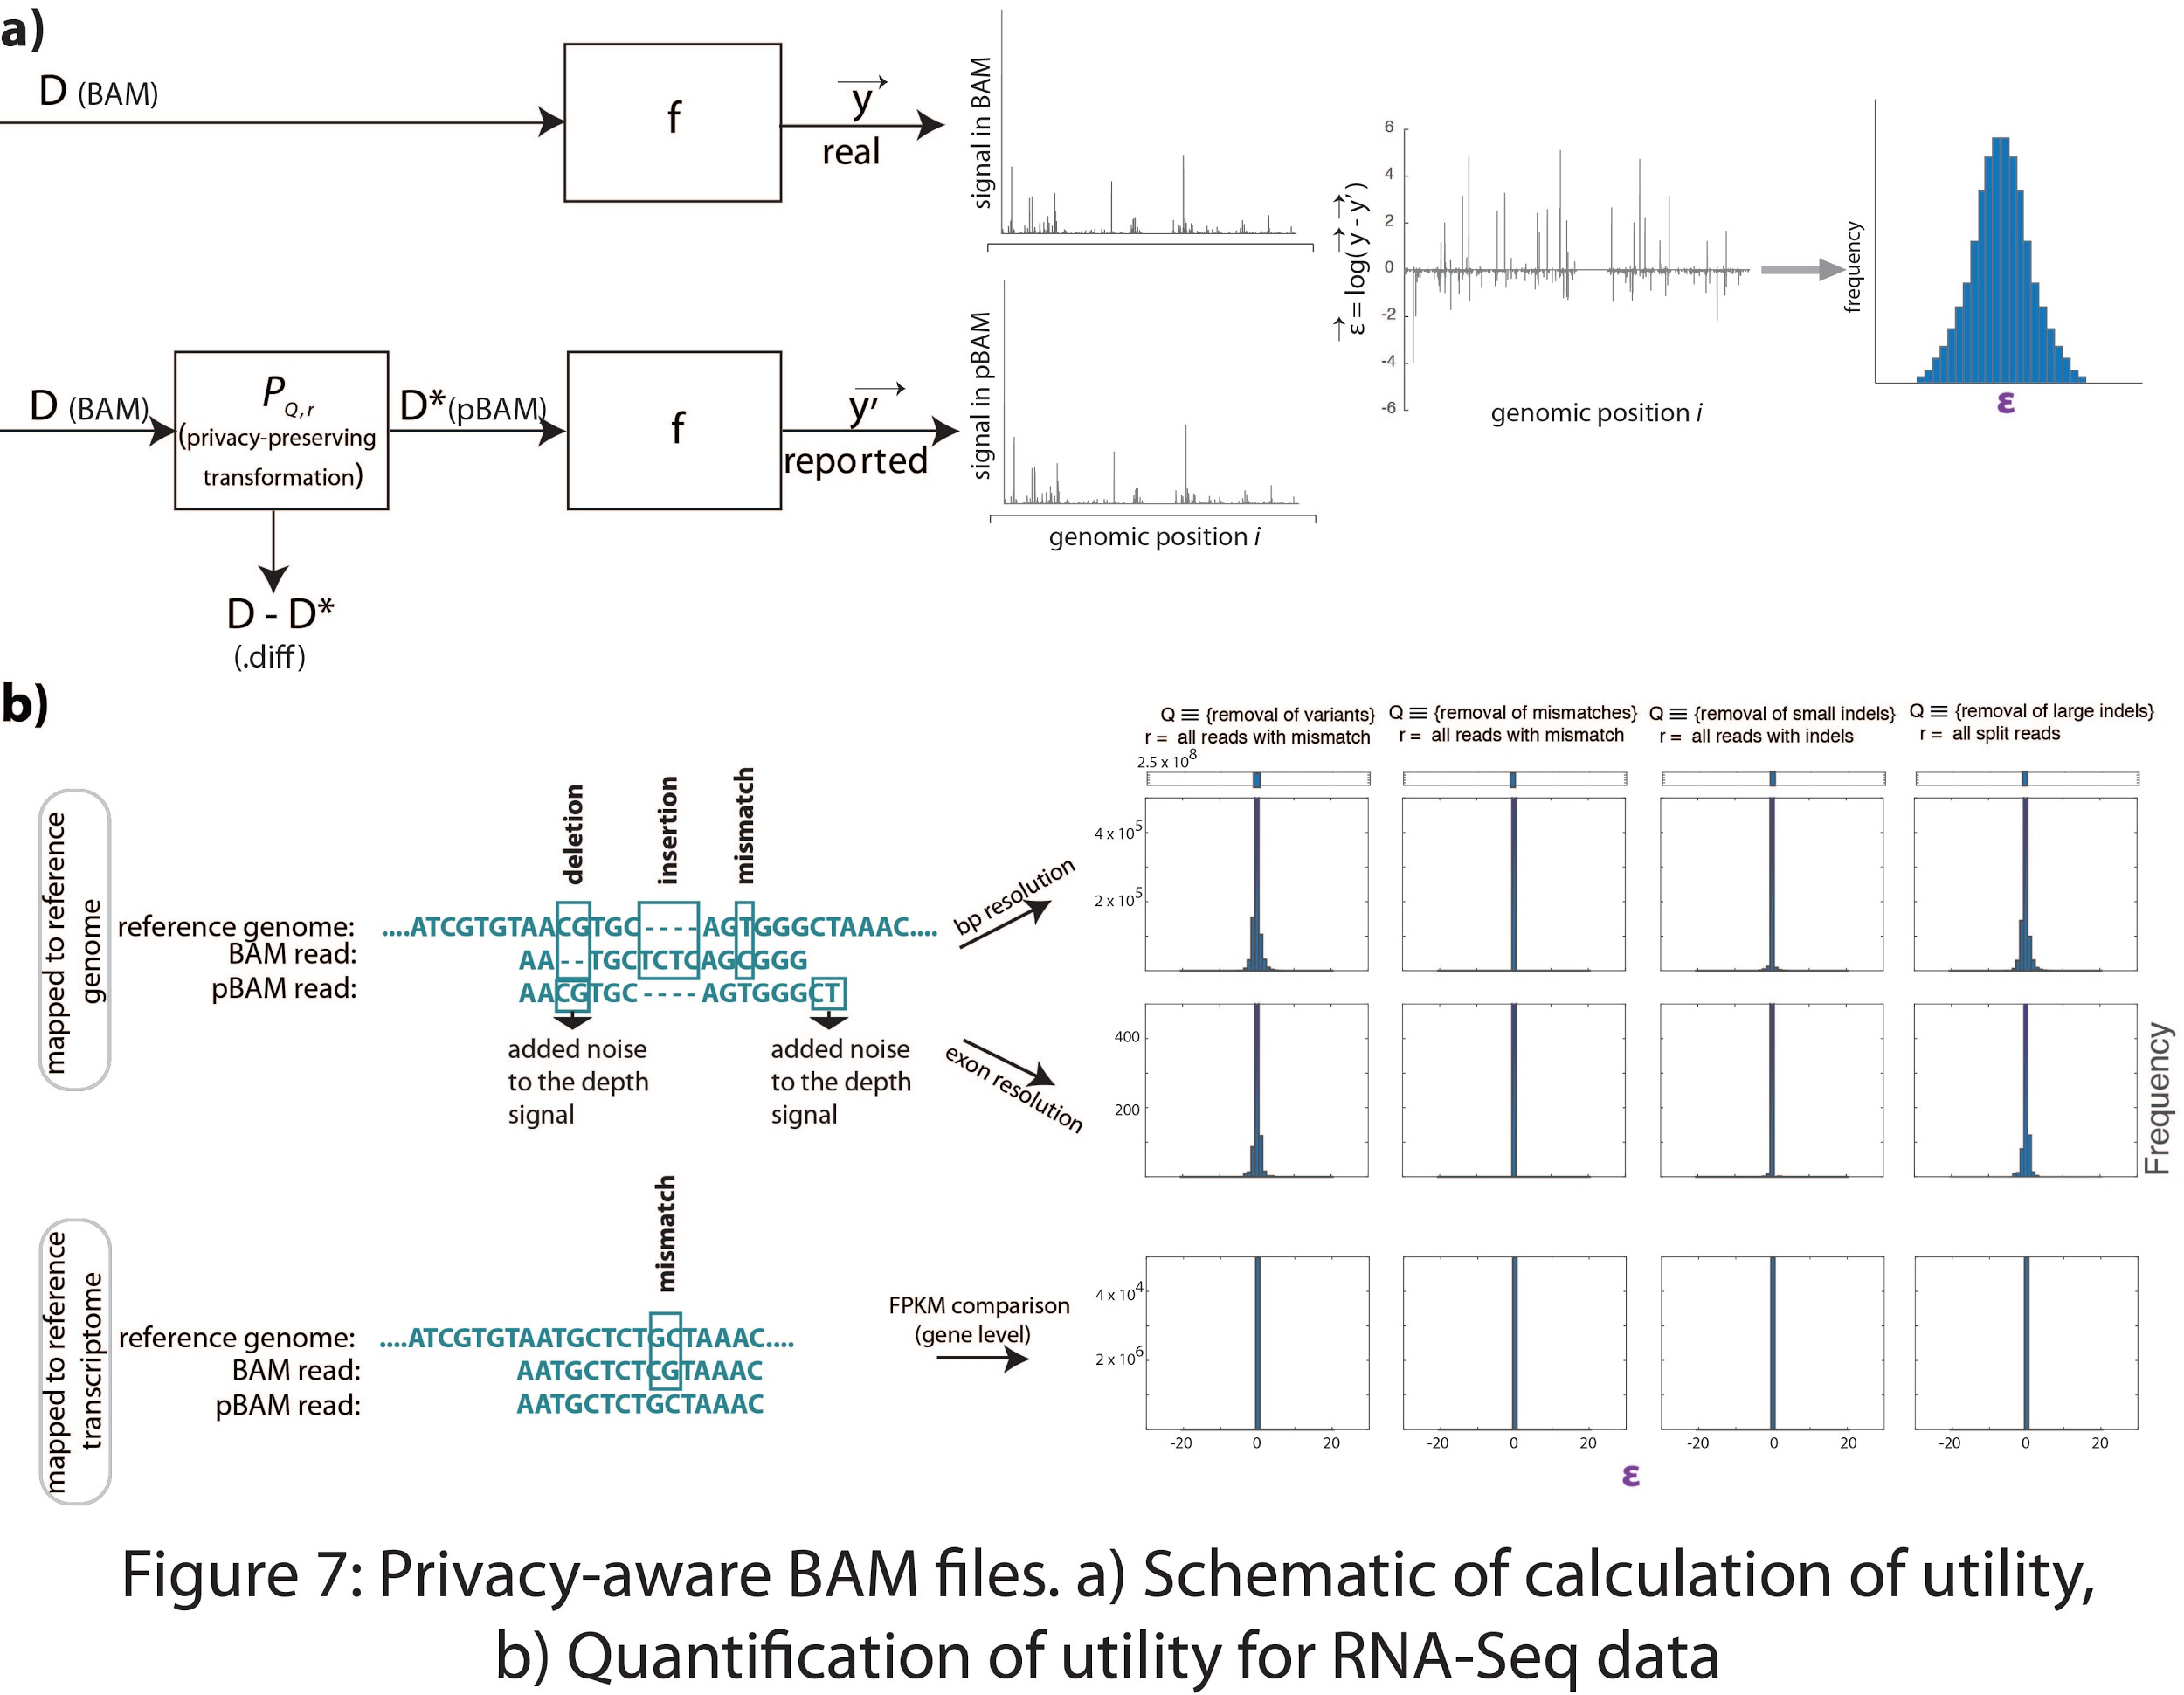 a)
D (BAM)
f
y
real
signal in BAM
D (BAM)
P Q,r
(privacy-preserving
transformation)
D*(pBAM)
f
y'
reported
signal in pBAM
genomic position i
D - D*
(.diff)
ε = log( y - y' )
6
4
2
0
-2
-4
-6
genomic position i
frequency
ε
b)
Q ≡ {removal of variants}
r = all reads with mismatch
Q ≡ {removal of mismatches}
r = all reads with mismatch
Q ≡ {removal of small indels}
r = all reads with indels
Q ≡ {removal of large indels}
r = all split reads
2.5 x 10^8
4 x 10^5
2 x 10^5
400
200
4 x 10^4
2 x 10^6
-20 0 20
-20 0 20
-20 0 20
-20 0 20
ε
Frequency
mapped to reference
genome
deletion
insertion
mismatch
reference genome: ....ATCGTGTAACGTGC----AGTGGGCTAAAC....
BAM read: AA--TGCTCTCAGCGGG
pBAM read: AACGTGC----AGTGGGCT
added noise
to the depth
signal
added noise
to the depth
signal
bp resolution
exon resolution
mapped to reference
transcriptome
mismatch
reference genome: ....ATCGTGTAATGCTCTGCTAAAC....
BAM read: AATGCTCTCGTAAAC
pBAM read: AATGCTCTGCTAAAC
FPKM comparison
(gene level)
Figure 7: Privacy-aware BAM files. a) Schematic of calculation of utility,
b) Quantification of utility for RNA-Seq data